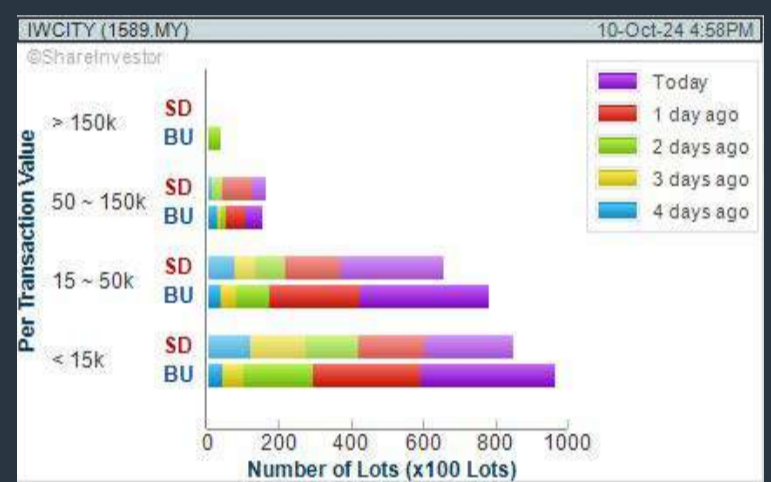 IWCITY (1589.MY) 10-Oct-24 4:58PM
©ShareInvestor
Today
1 day ago
2 days ago
3 days ago
4 days ago
Per Transaction Value
> 150k
SD
BU
50 ~ 150k
SD
BU
15 ~ 50k
SD
BU
< 15k
SD
BU
0 200 400 600 800 1000
Number of Lots (x100 Lots)